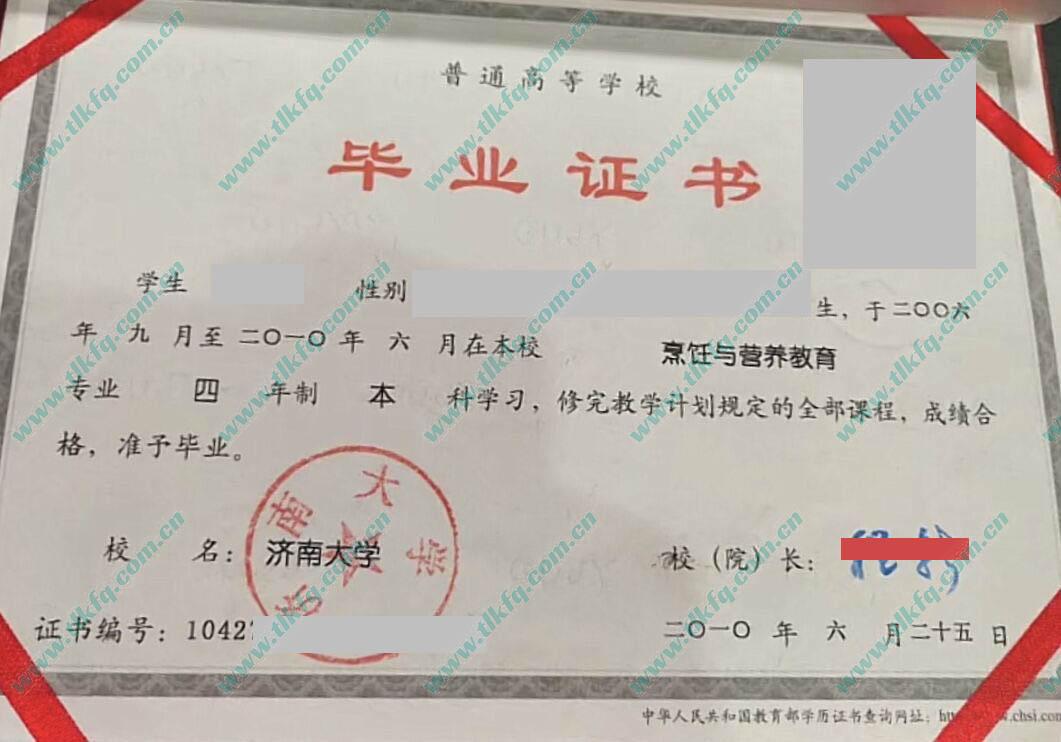 普通高等学校
毕业证书
学生 性别 生，于二〇〇六
年 九 月至 二〇一〇 年 六 月在本校 烹饪与营养教育
专业 四 年制 本 科学习，修完教学计划规定的全部课程，成绩合
格，准予毕业。
大学
南
校 名： 济南大学
校（院）长：
证书编号：10427
二〇一〇 年 六 月二十五 日
中华人民共和国教育部学历证书查询网址：
www.tlkfq.com.cn